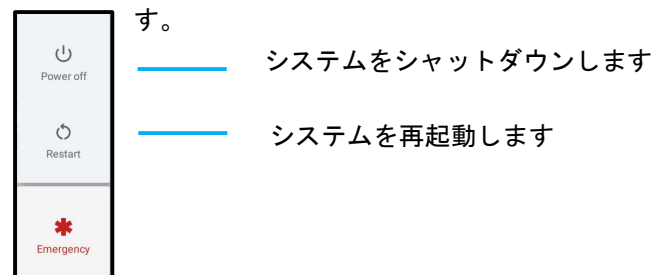 す。
Power off
システムをシャットダウンします
Restart
システムを再起動します
Emergency